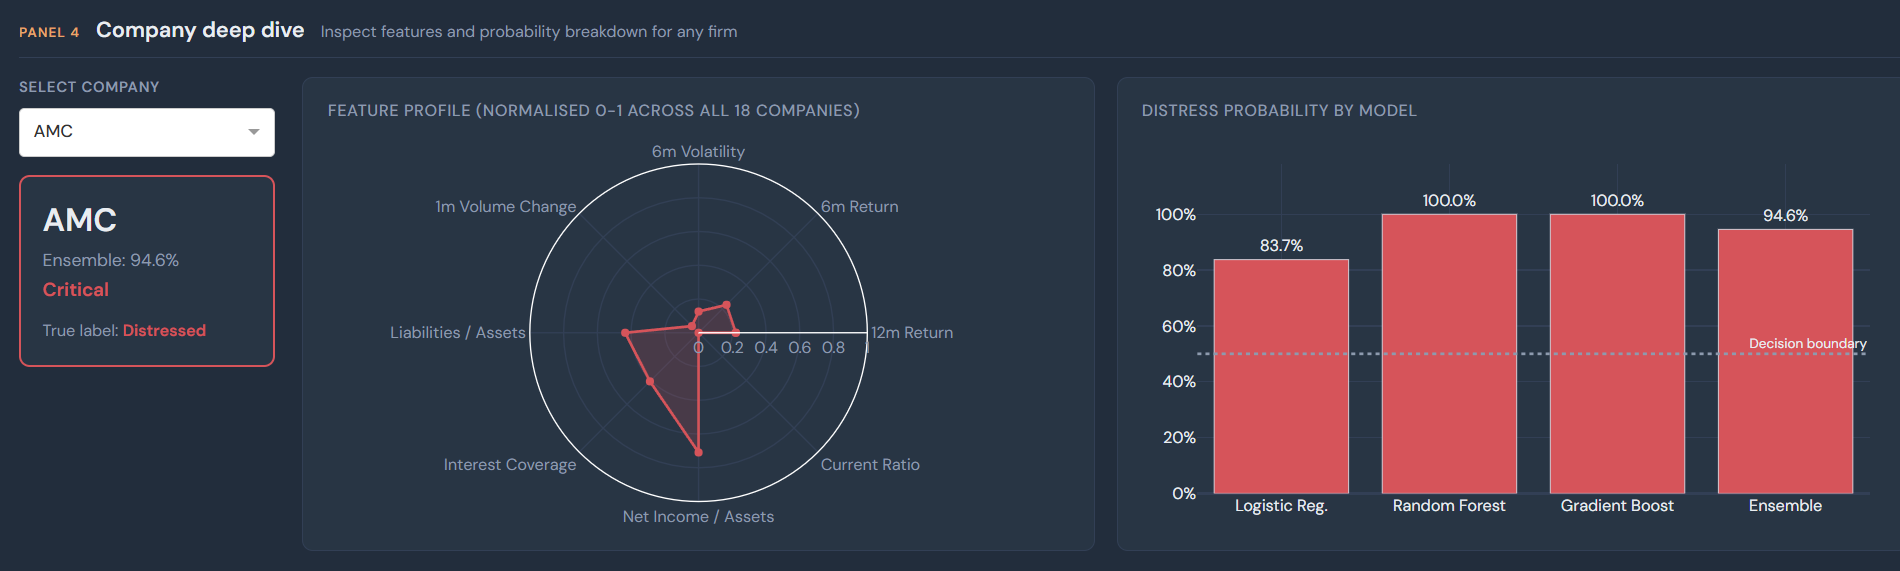 PANEL 4 Company deep dive Inspect features and probability breakdown for any firm
SELECT COMPANY
AMC
AMC
Ensemble: 94.6%
Critical
True label: Distressed
FEATURE PROFILE (NORMALISED 0-1 ACROSS ALL 18 COMPANIES)
6m Volatility
1m Volume Change
6m Return
Liabilities / Assets
12m Return
0 0.2 0.4 0.6 0.8
Interest Coverage
Current Ratio
Net Income / Assets
DISTRESS PROBABILITY BY MODEL
100%
80%
60%
40%
20%
0%
83.7%
100.0%
100.0%
94.6%
Decision boundary
Logistic Reg.
Random Forest
Gradient Boost
Ensemble